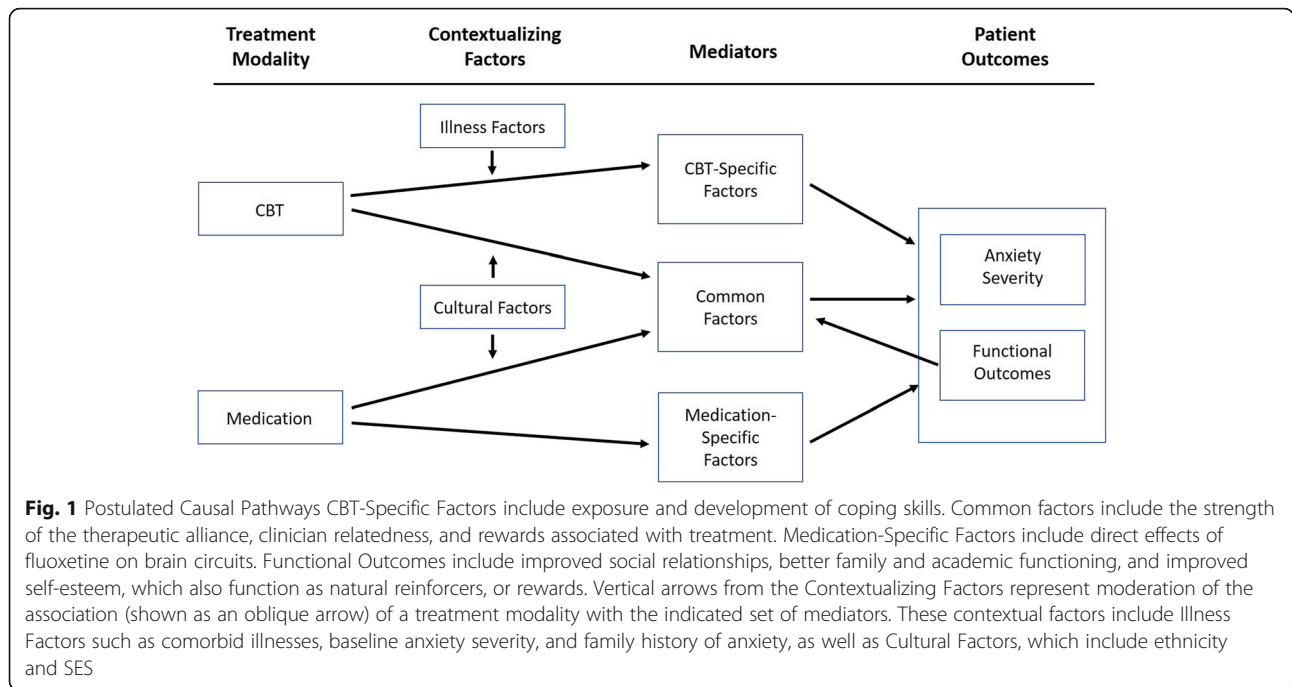 Treatment
Modality
Contextualizing
Factors
Mediators
Patient
Outcomes
Illness Factors
CBT-Specific
Factors
CBT
Anxiety
Severity
Common
Factors
Cultural Factors
Functional
Outcomes
Medication
Medication-
Specific
Factors
Fig. 1 Postulated Causal Pathways CBT-Specific Factors include exposure and development of coping skills. Common factors include the strength
of the therapeutic alliance, clinician relatedness, and rewards associated with treatment. Medication-Specific Factors include direct effects of
fluoxetine on brain circuits. Functional Outcomes include improved social relationships, better family and academic functioning, and improved
self-esteem, which also function as natural reinforcers, or rewards. Vertical arrows from the Contextualizing Factors represent moderation of the
association (shown as an oblique arrow) of a treatment modality with the indicated set of mediators. These contextual factors include Illness
Factors such as comorbid illnesses, baseline anxiety severity, and family history of anxiety, as well as Cultural Factors, which include ethnicity
and SES